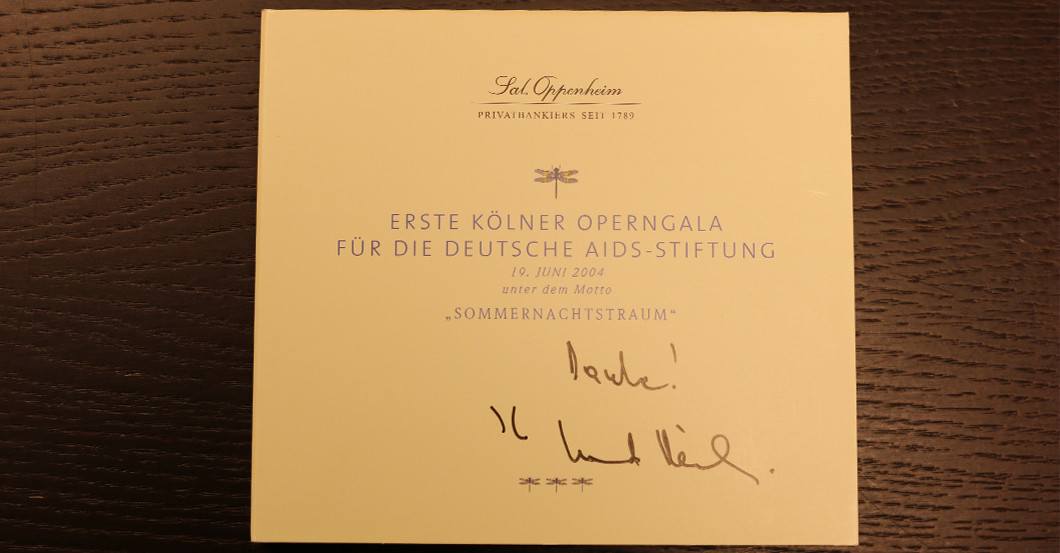 Sal. Oppenheim
PRIVATBANKIERS SEIT 1789
ERSTE KÖLNER OPERNGALA
FÜR DIE DEUTSCHE AIDS-STIFTUNG
19. JUNI 2004
unter dem Motto
„SOMMERNACHTSTRAUM“
Danke!